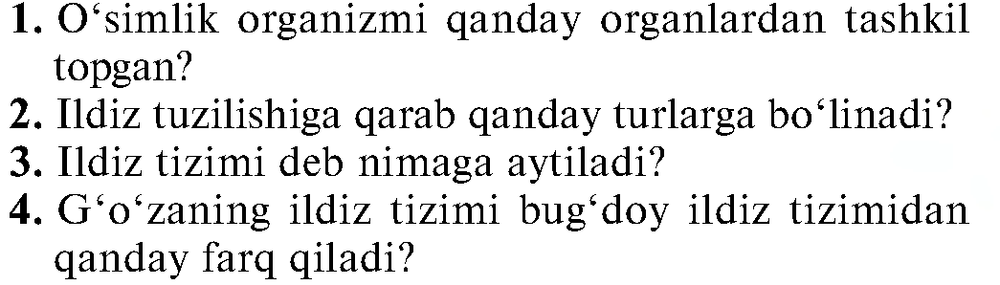 1. O‘simlik organizmi qanday organlardan tashkil
topgan?
2. Ildiz tuzilishiga qarab qanday turlarga bo‘linadi?
3. Ildiz tizimi deb nimaga aytiladi?
4. G‘o‘zaning ildiz tizimi bug‘doy ildiz tizimidan
qanday farq qiladi?